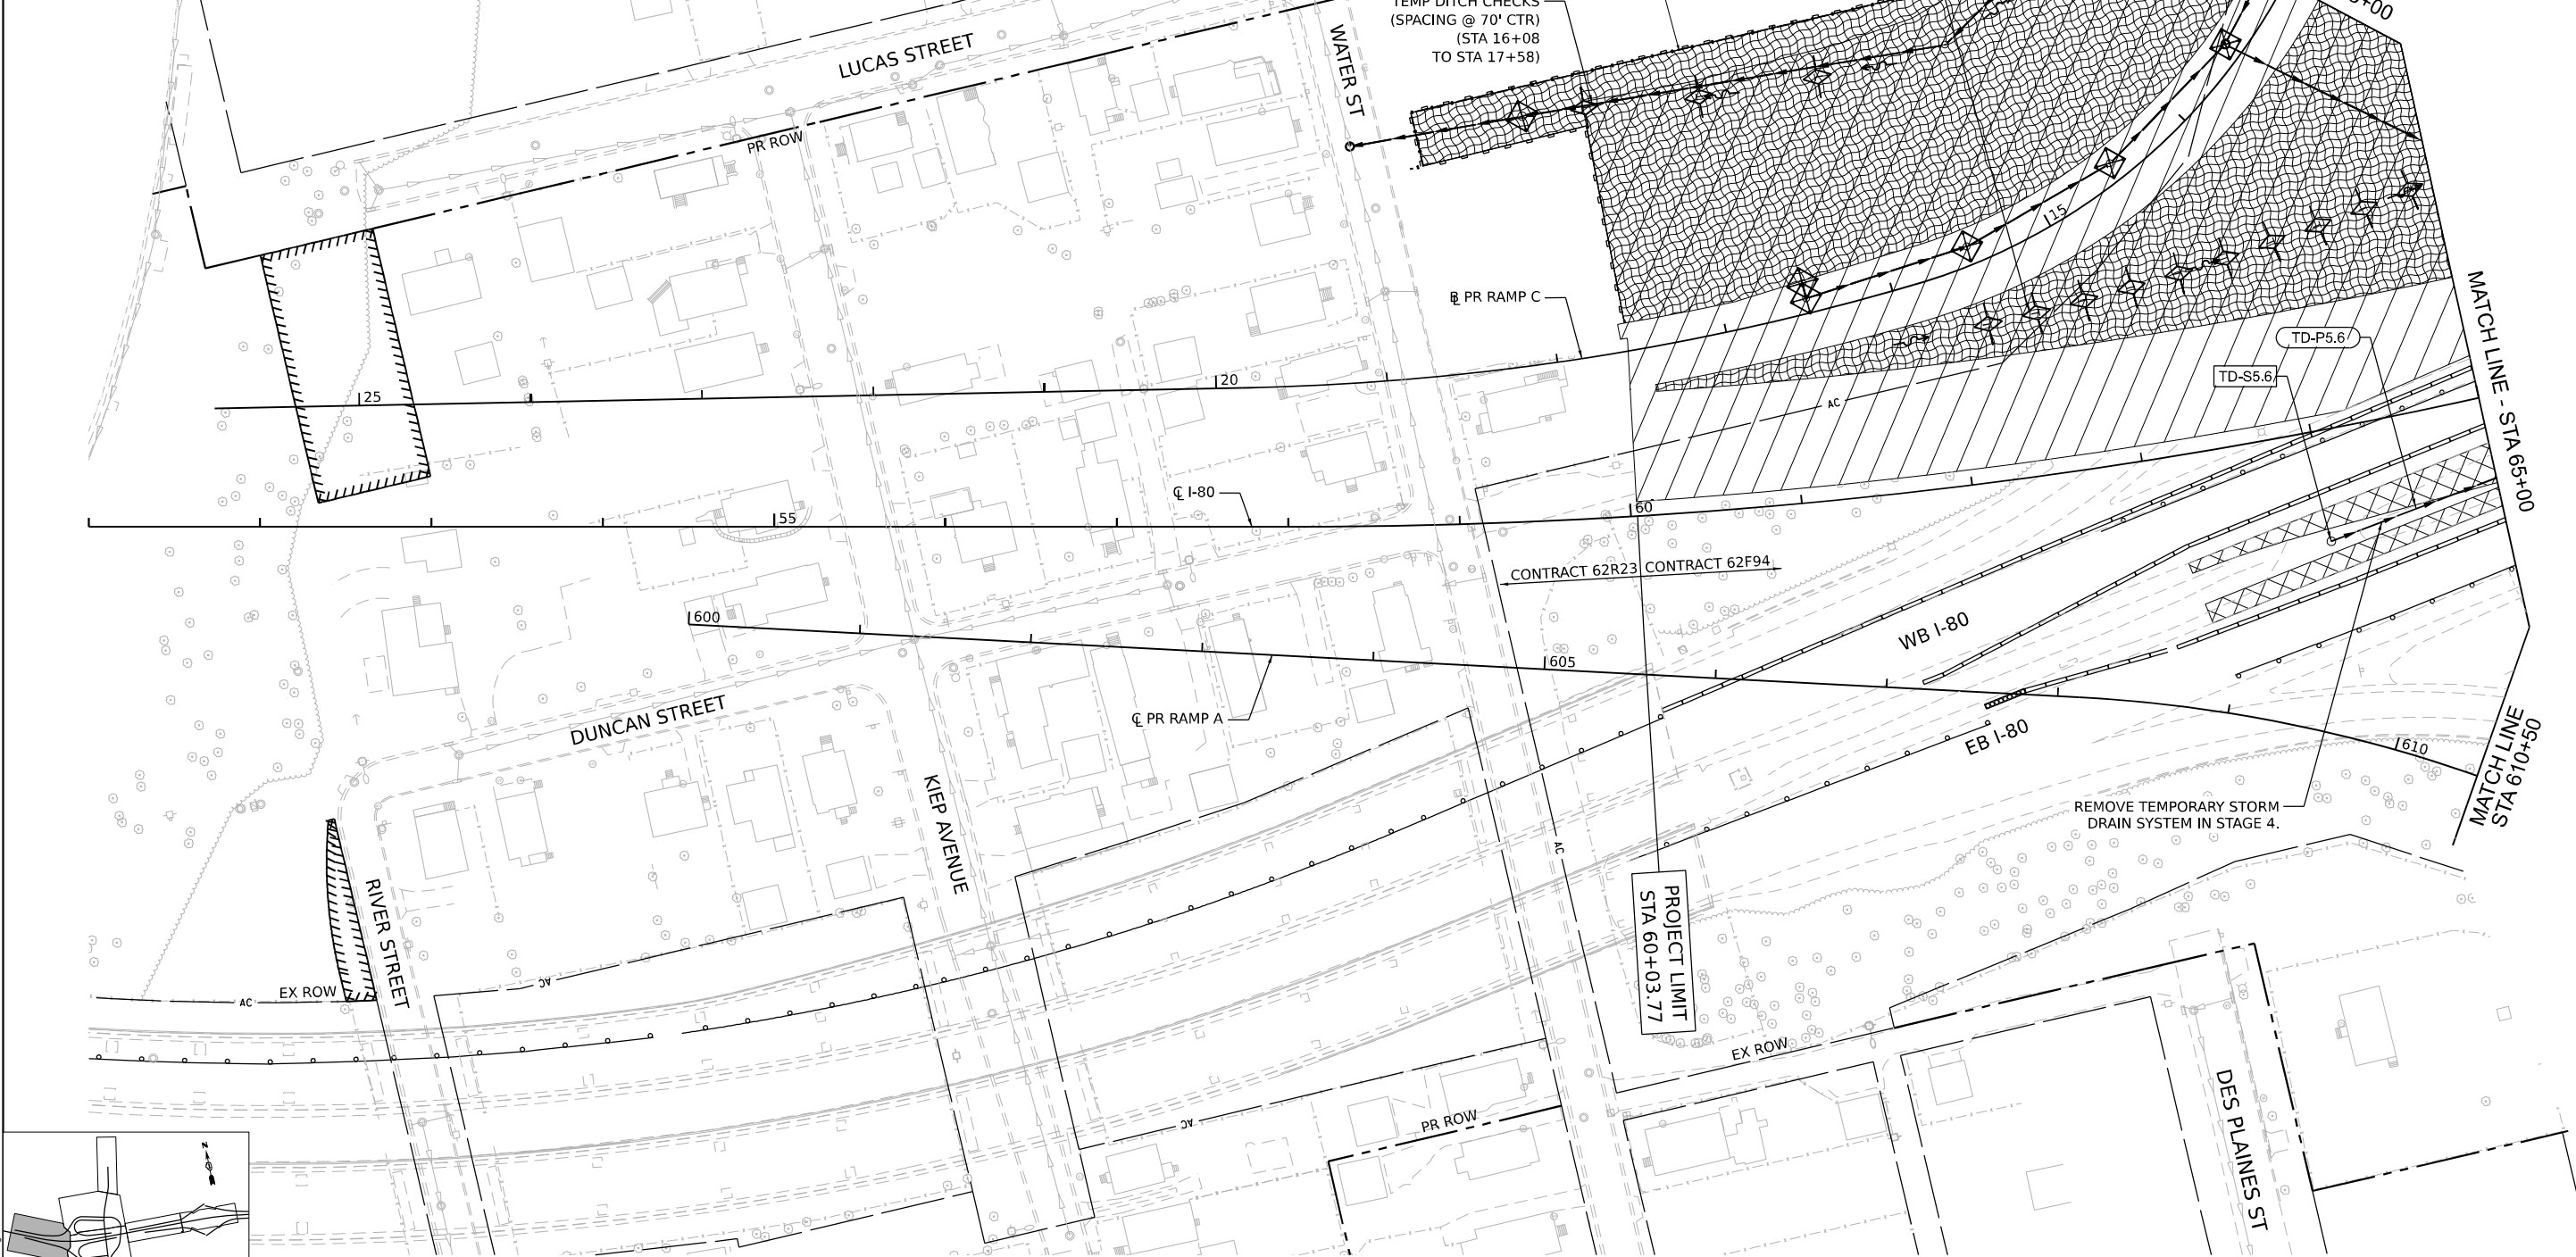 TEMP DITCH CHECKS
(SPACING @ 70' CTR)
(STA 16+08
TO STA 17+58)
LUCAS STREET
WATER ST
PR ROW
15
℄ PR RAMP C
MATCH LINE - STA 65+00
TD-P5.6
TD-S5.6
AC
20
25
℄ I-80
55
60
CONTRACT 62R23
CONTRACT 62F94
600
605
WB I-80
℄ PR RAMP A
DUNCAN STREET
EB I-80
610
MATCH LINE
STA 610+50
KIEP AVENUE
REMOVE TEMPORARY STORM
DRAIN SYSTEM IN STAGE 4.
AC
PROJECT LIMIT
STA 60+03.77
RIVER STREET
EX ROW
AC
AC
EX ROW
PR ROW
AC
DES PLAINES ST
N